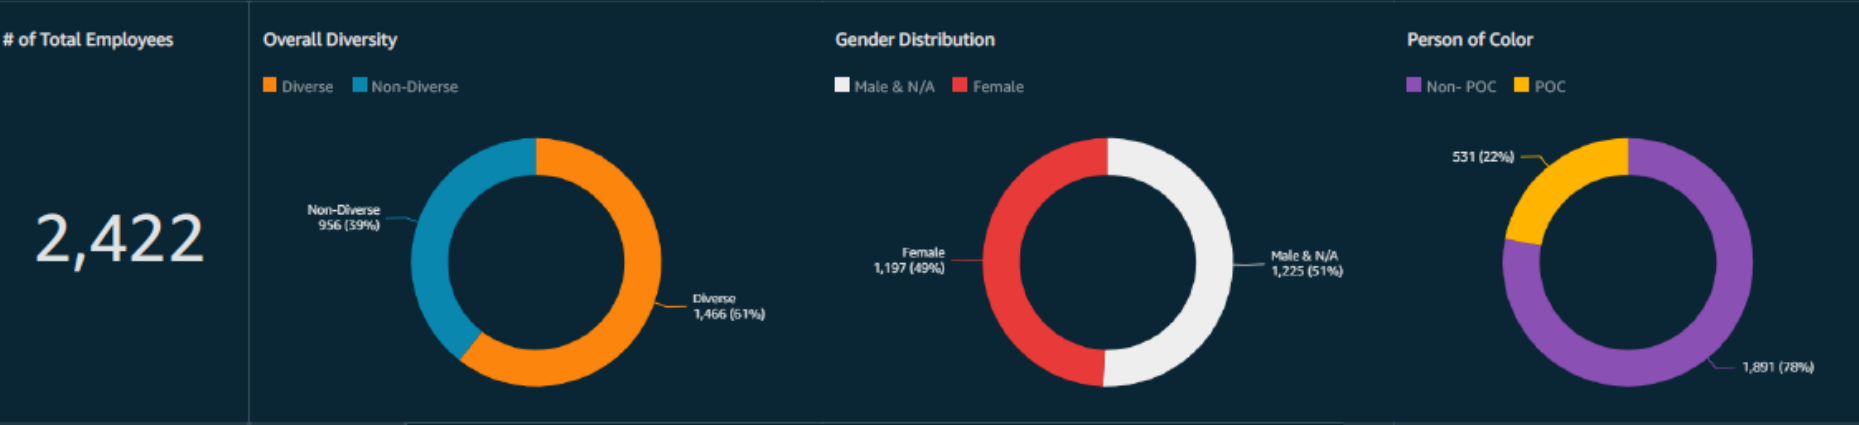 # of Total Employees
2,422
Overall Diversity
Diverse
Non-Diverse
Non-Diverse
956 (39%)
Diverse
1,466 (61%)
Gender Distribution
Male & N/A
Female
Female
1,197 (49%)
Male & N/A
1,225 (51%)
Person of Color
Non- POC
POC
531 (22%)
1,891 (78%)